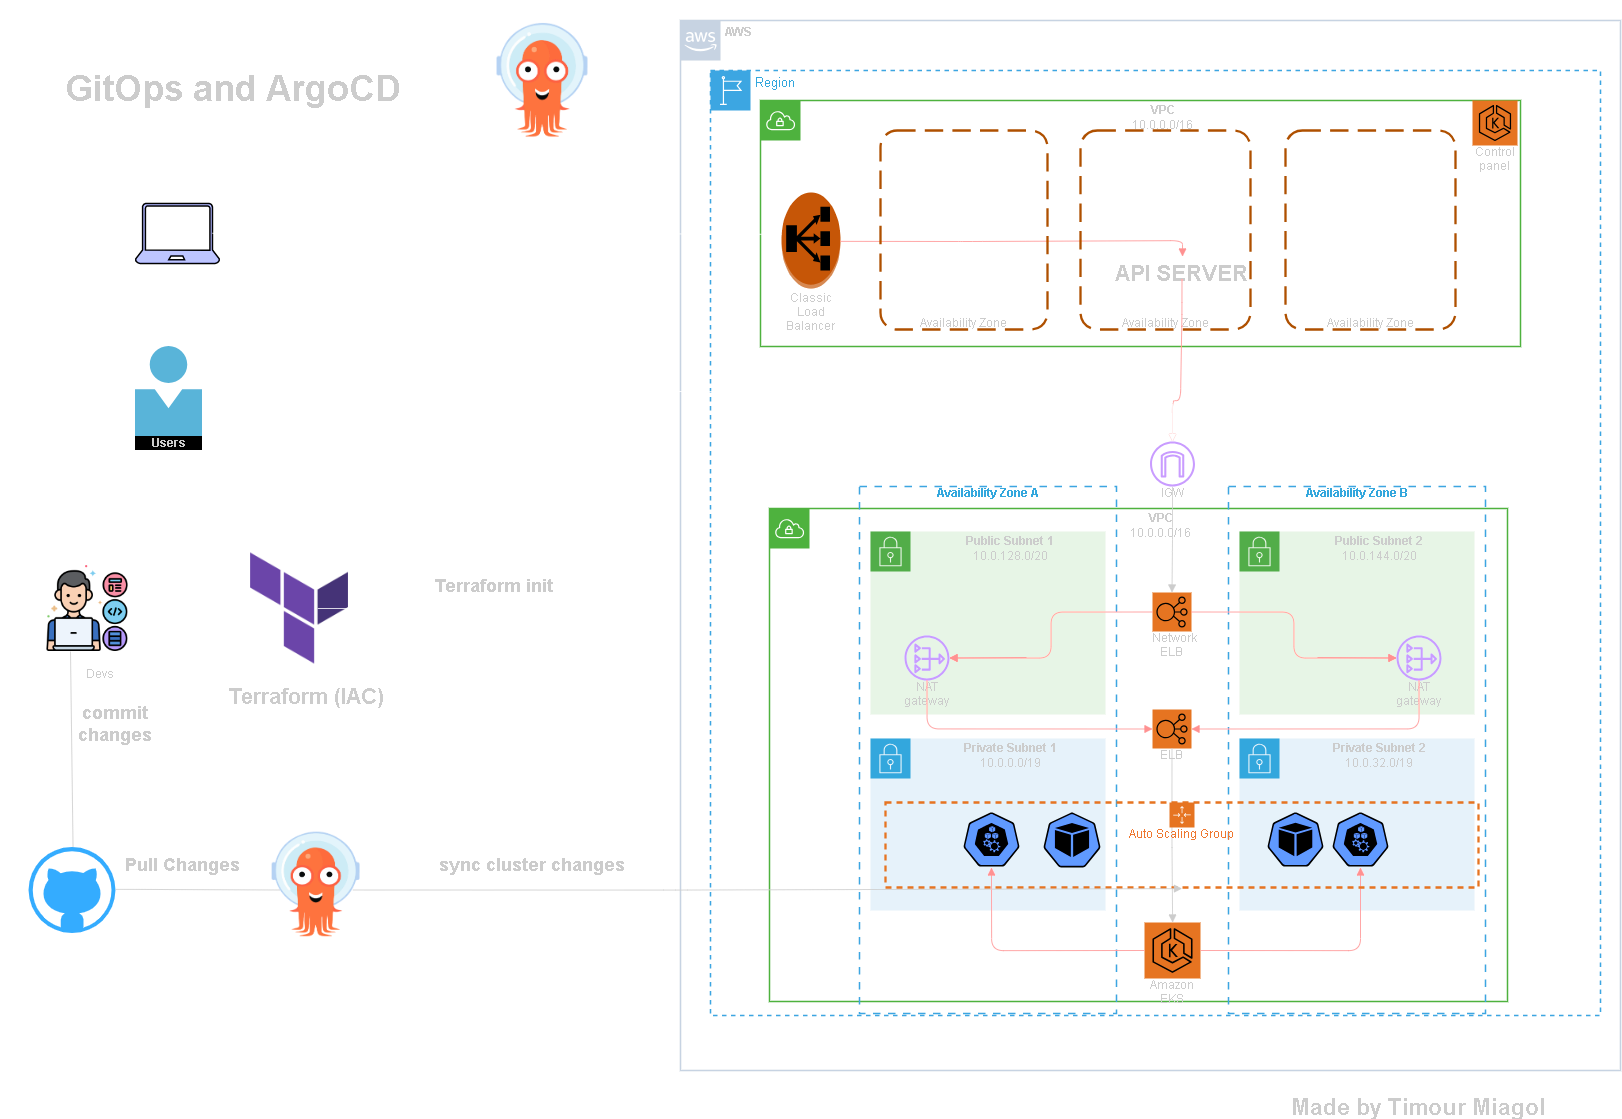 GitOps and ArgoCD
aws
AWS
Region
VPC
10.0.0.0/16
Control
panel
Classic
Load
Balancer
API SERVER
Availability Zone
Availability Zone
Availability Zone
Users
IGW
Availability Zone A
Availability Zone B
VPC
10.0.0.0/16
Public Subnet 1
10.0.128.0/20
Public Subnet 2
10.0.144.0/20
Terraform init
Network
ELB
Devs
Terraform (IAC)
NAT
gateway
NAT
gateway
commit
changes
ELB
Private Subnet 1
10.0.0.0/19
Private Subnet 2
10.0.32.0/19
Auto Scaling Group
Pull Changes
sync cluster changes
Amazon
EKS
Made by Timour Miagol